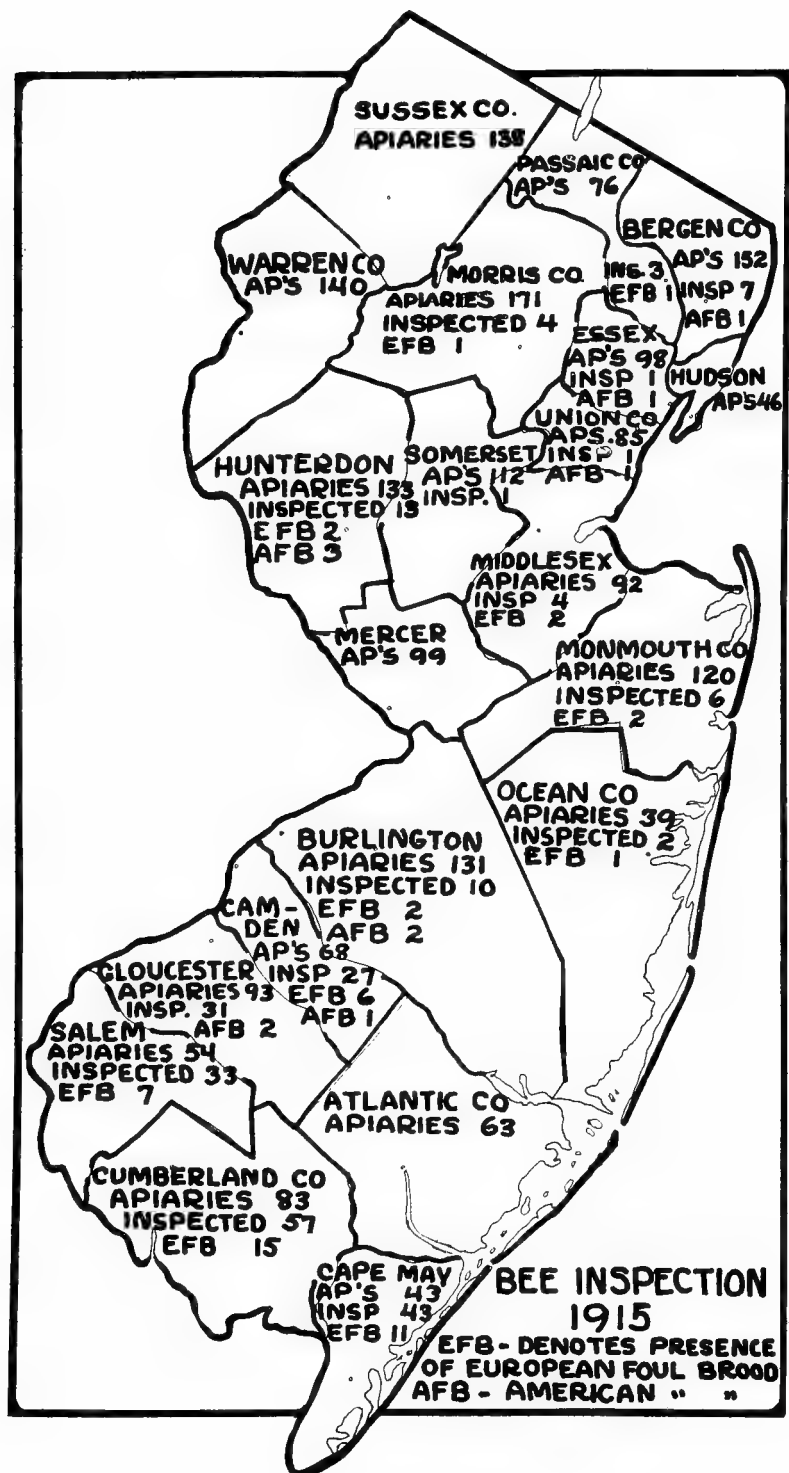 SUSSEX CO.
APIARIES 138
PASSAIC CO
AP'S 76
INS. 3
EFB 1
BERGEN CO
AP'S 152
INSP 7
AFB 1
WARREN CO
AP'S 140
MORRIS CO.
APIARIES 171
INSPECTED 4
EFB 1
ESSEX
AP'S 98
INSP 1
AFB 1
HUDSON
AP'S 46
UNION CO
APS. 85
INSP 1
AFB 1
HUNTERDON
APIARIES 133
INSPECTED 13
EFB 2
AFB 3
SOMERSET
AP'S 112
INSP. 1
MIDDLESEX
APIARIES 92
INSP 4
EFB 2
MERCER
AP'S 99
MONMOUTH CO
APIARIES 120
INSPECTED 6
EFB 2
OCEAN CO
APIARIES 39
INSPECTED 2
EFB 1
BURLINGTON
APIARIES 131
INSPECTED 10
EFB 2
AFB 2
CAM-
DEN
AP'S 68
INSP 27
EFB 6
AFB 1
GLOUCESTER
APIARIES 93
INSP. 31
AFB 2
SALEM
APIARIES 54
INSPECTED 33
EFB 7
ATLANTIC CO
APIARIES 63
CUMBERLAND CO
APIARIES 83
INSPECTED 57
EFB 15
CAPE MAY
AP'S 43
INSP 43
EFB 11
BEE INSPECTION
1915
EFB - DENOTES PRESENCE
OF EUROPEAN FOUL BROOD
AFB - AMERICAN " "